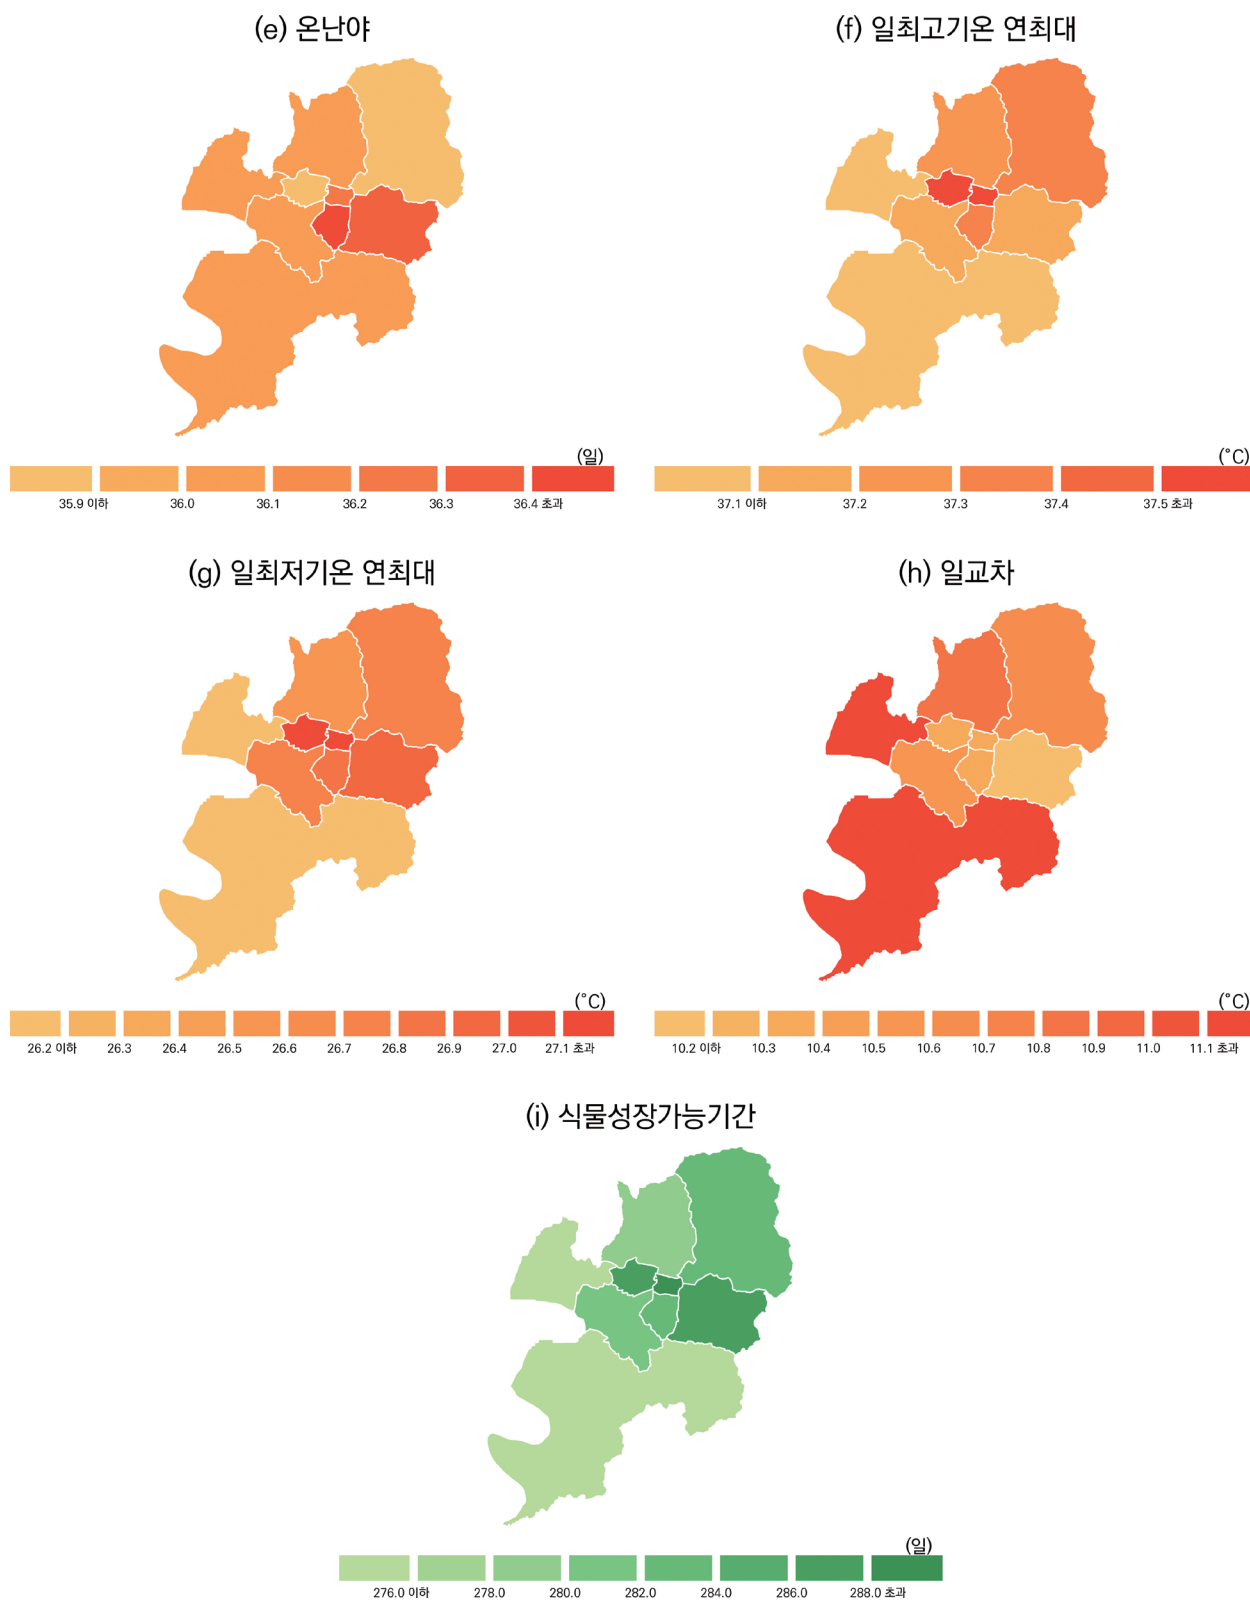 (e) 온난야
(일)
35.9 이하 36.0 36.1 36.2 36.3 36.4 초과
(f) 일최고기온 연최대
(°C)
37.1 이하 37.2 37.3 37.4 37.5 초과
(g) 일최저기온 연최대
(°C)
26.2 이하 26.3 26.4 26.5 26.6 26.7 26.8 26.9 27.0 27.1 초과
(h) 일교차
(°C)
10.2 이하 10.3 10.4 10.5 10.6 10.7 10.8 10.9 11.0 11.1 초과
(i) 식물성장가능기간
(일)
276.0 이하 278.0 280.0 282.0 284.0 286.0 288.0 초과